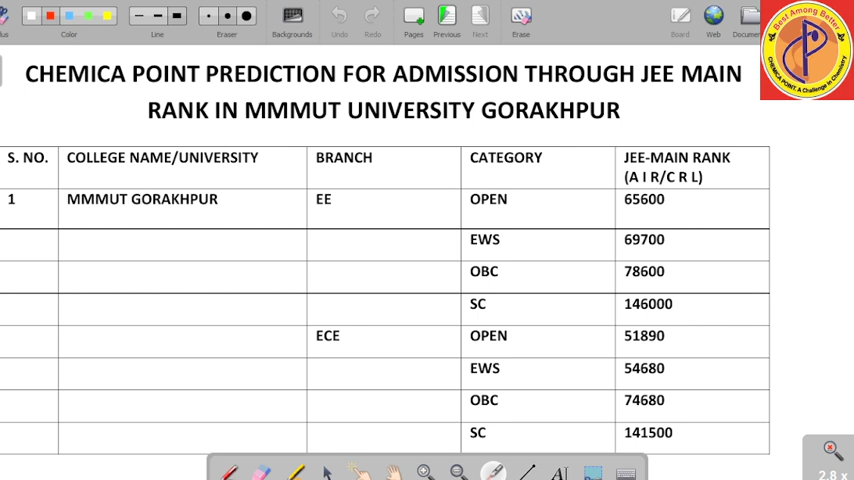 Color Line Eraser Backgrounds Undo Redo Pages Previous Next Erase Board Web
Best Among Better
CHEMICA POINT: A Challenge in Chemistry
CHEMICA POINT PREDICTION FOR ADMISSION THROUGH JEE MAIN
RANK IN MMMUT UNIVERSITY GORAKHPUR
S. NO. COLLEGE NAME/UNIVERSITY BRANCH CATEGORY JEE-MAIN RANK
(A I R/C R L)
1 MMMUT GORAKHPUR EE OPEN 65600
EWS 69700
OBC 78600
SC 146000
ECE OPEN 51890
EWS 54680
OBC 74680
SC 141500
2.8 x